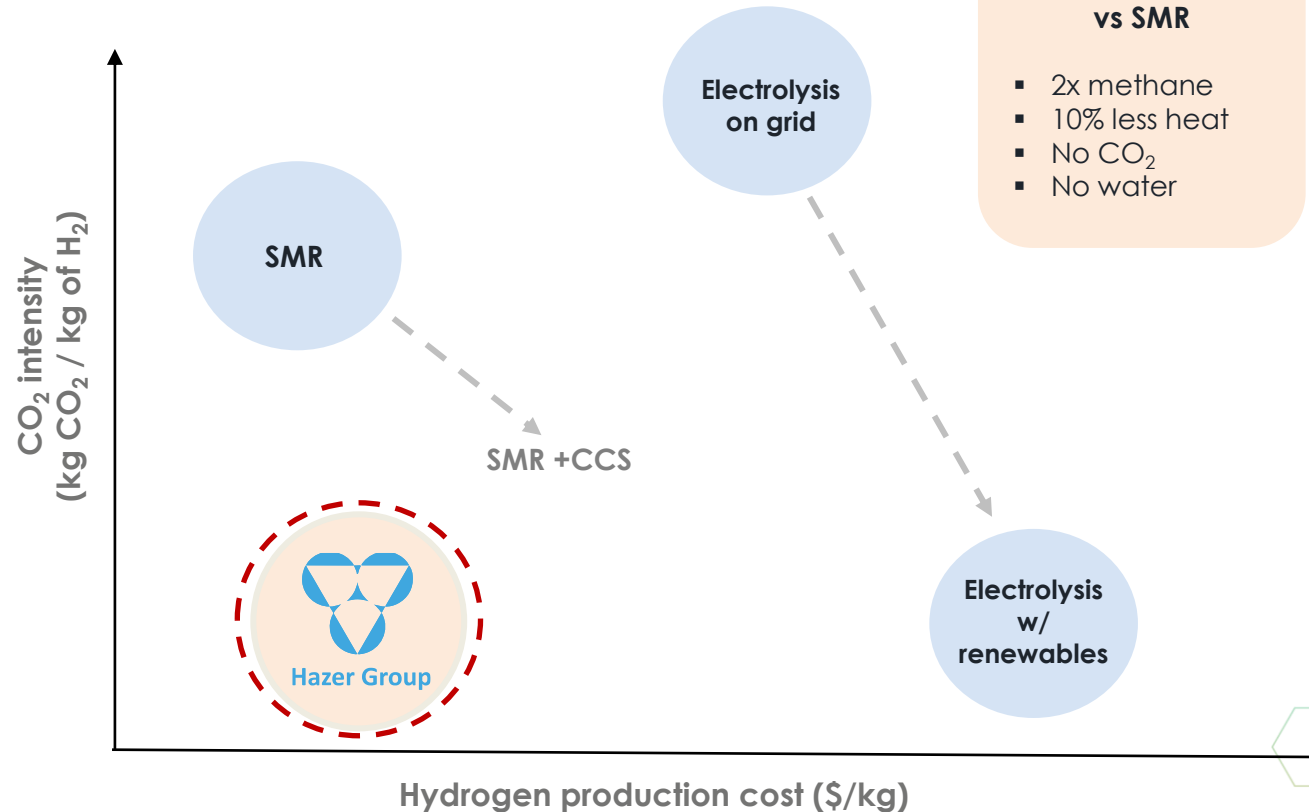 vs SMR
▪ 2x methane
▪ 10% less heat
▪ No CO₂
▪ No water
Electrolysis
on grid
SMR
CO₂ intensity
(kg CO₂ / kg of H₂)
SMR +CCS
Hazer Group
Electrolysis
w/
renewables
Hydrogen production cost ($/kg)